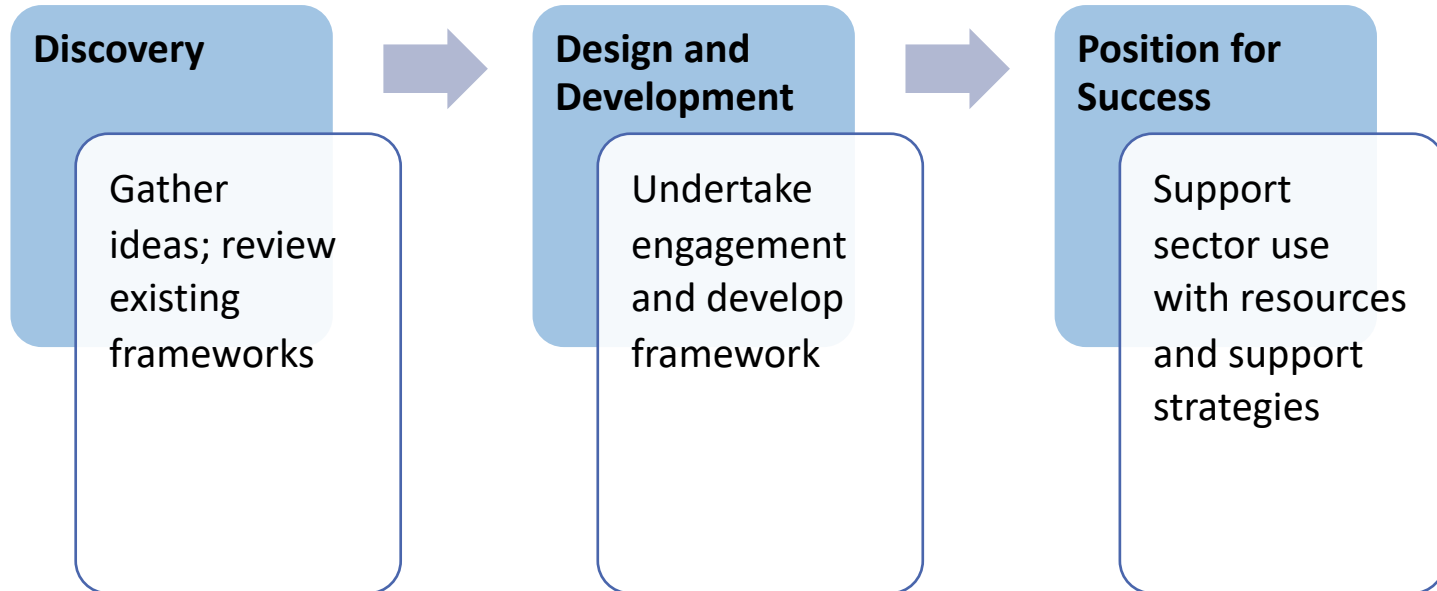 Discovery
Gather
ideas; review
existing
frameworks
Design and
Development
Undertake
engagement
and develop
framework
Position for
Success
Support
sector use
with resources
and support
strategies